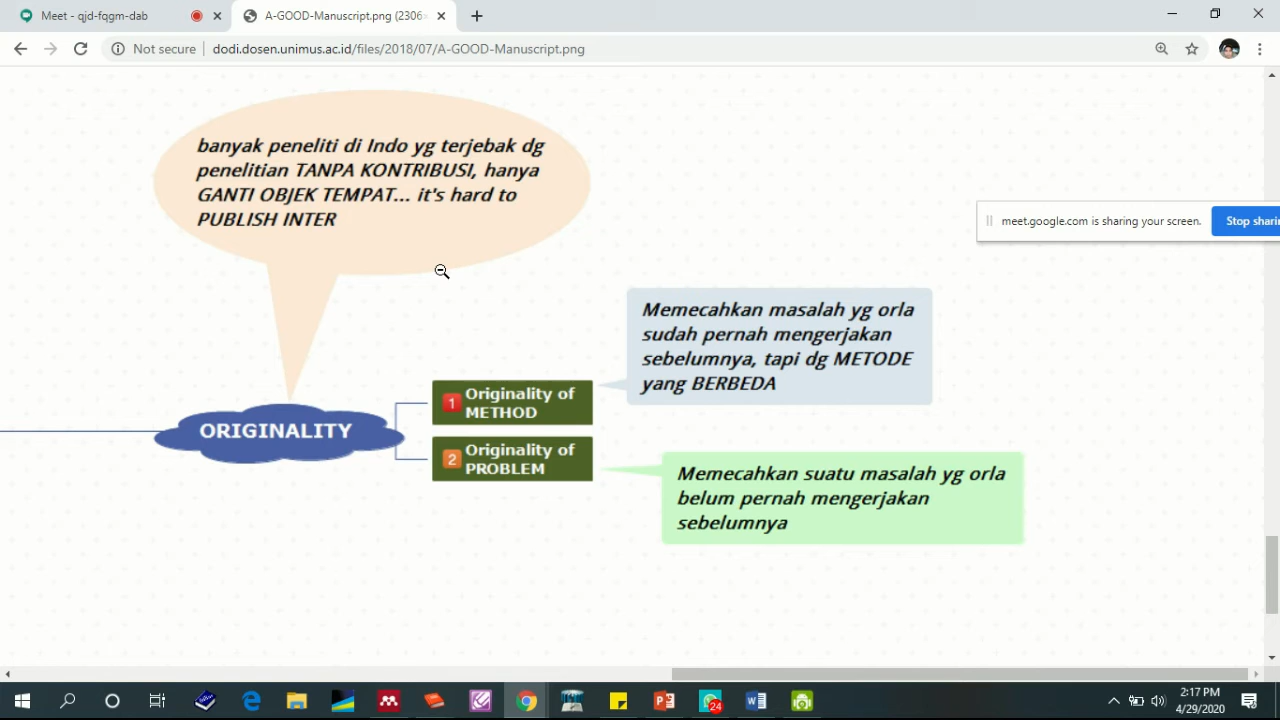 Meet - qjd-fqgm-dab
A-GOOD-Manuscript.png (2306×
Not secure
dodi.dosen.unimus.ac.id/files/2018/07/A-GOOD-Manuscript.png
banyak peneliti di Indo yg terjebak dg
penelitian TANPA KONTRIBUSI, hanya
GANTI OBJEK TEMPAT... it's hard to
PUBLISH INTER
meet.google.com is sharing your screen.
Stop sharin
Memecahkan masalah yg orla
sudah pernah mengerjakan
sebelumnya, tapi dg METODE
yang BERBEDA
ORIGINALITY
1 Originality of
METHOD
2 Originality of
PROBLEM
Memecahkan suatu masalah yg orla
belum pernah mengerjakan
sebelumnya
24
2:17 PM
4/29/2020